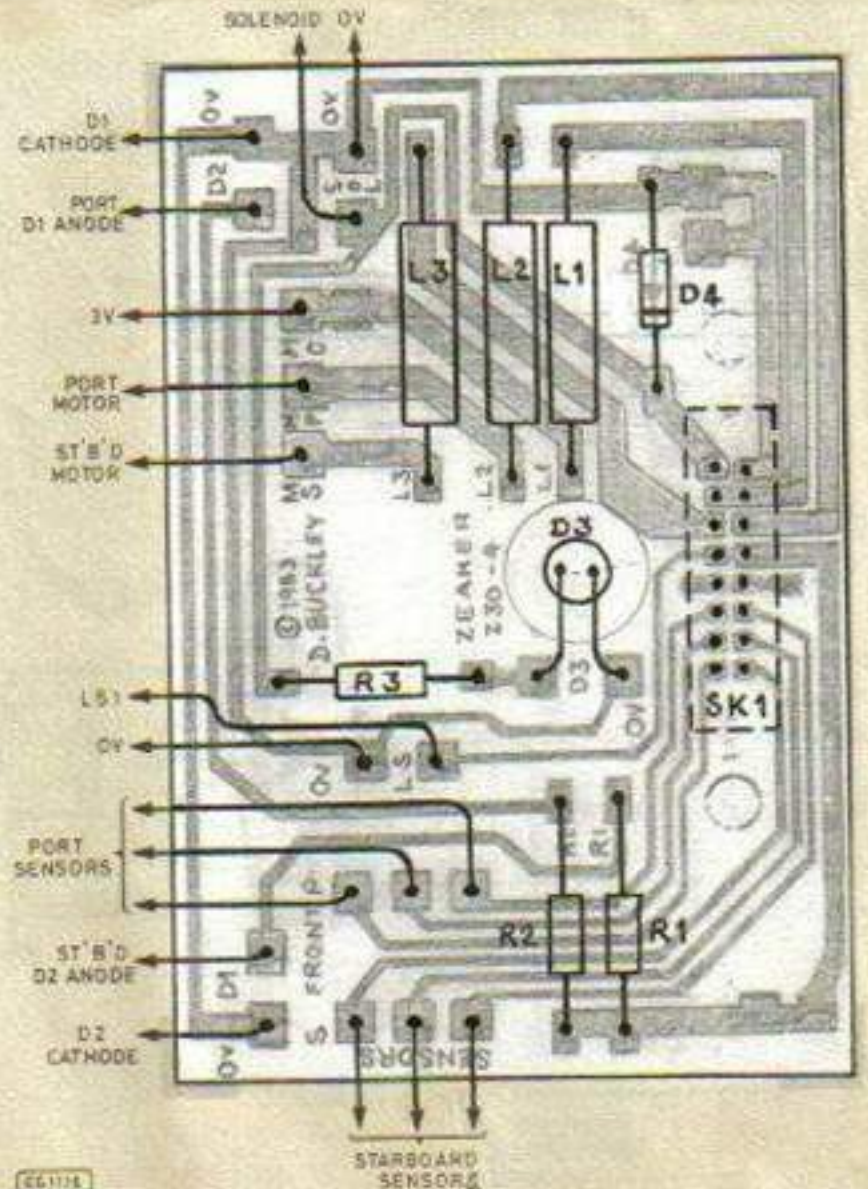 SOLENOID 0V
D1
CATHODE
PORT
D1 ANODE
3V
PORT
MOTOR
ST'B'D
MOTOR
LS1
0V
PORT
SENSORS
ST'B'D
D2 ANODE
D2
CATHODE
STARBOARD
SENSORS
0V
0V
D2
L3
L2
L1
D4
M
M
M S
L3
L2
L1
D3
© 1983
D. BUCKLEY
ZEAKER
Z30-4
R3
D3
0V
SK1
0V
LS
R1
FRONT P
R2
R1
D1
0V
S
SENSORS